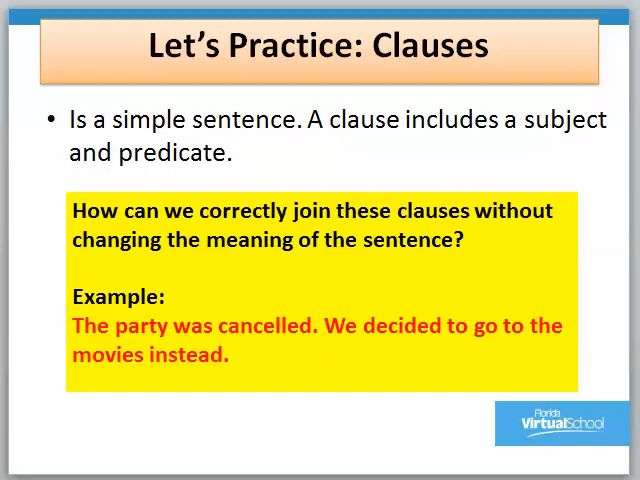 Let's Practice: Clauses
• Is a simple sentence. A clause includes a subject
and predicate.
How can we correctly join these clauses without
changing the meaning of the sentence?
Example:
The party was cancelled. We decided to go to the
movies instead.
Florida
VirtualSchool